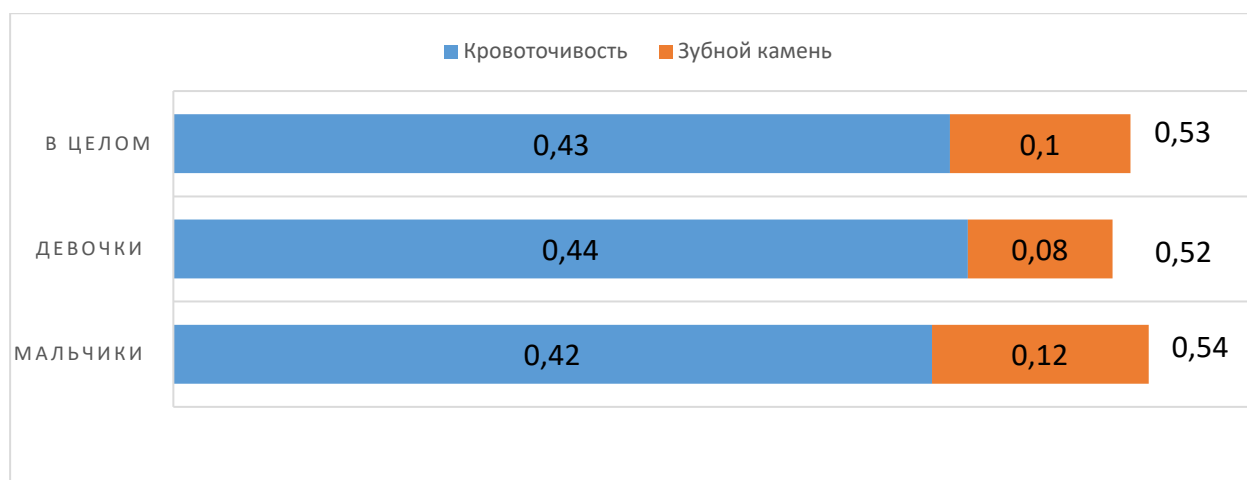 Кровоточивость Зубной камень
В ЦЕЛОМ 0,43 0,1 0,53
ДЕВОЧКИ 0,44 0,08 0,52
МАЛЬЧИКИ 0,42 0,12 0,54